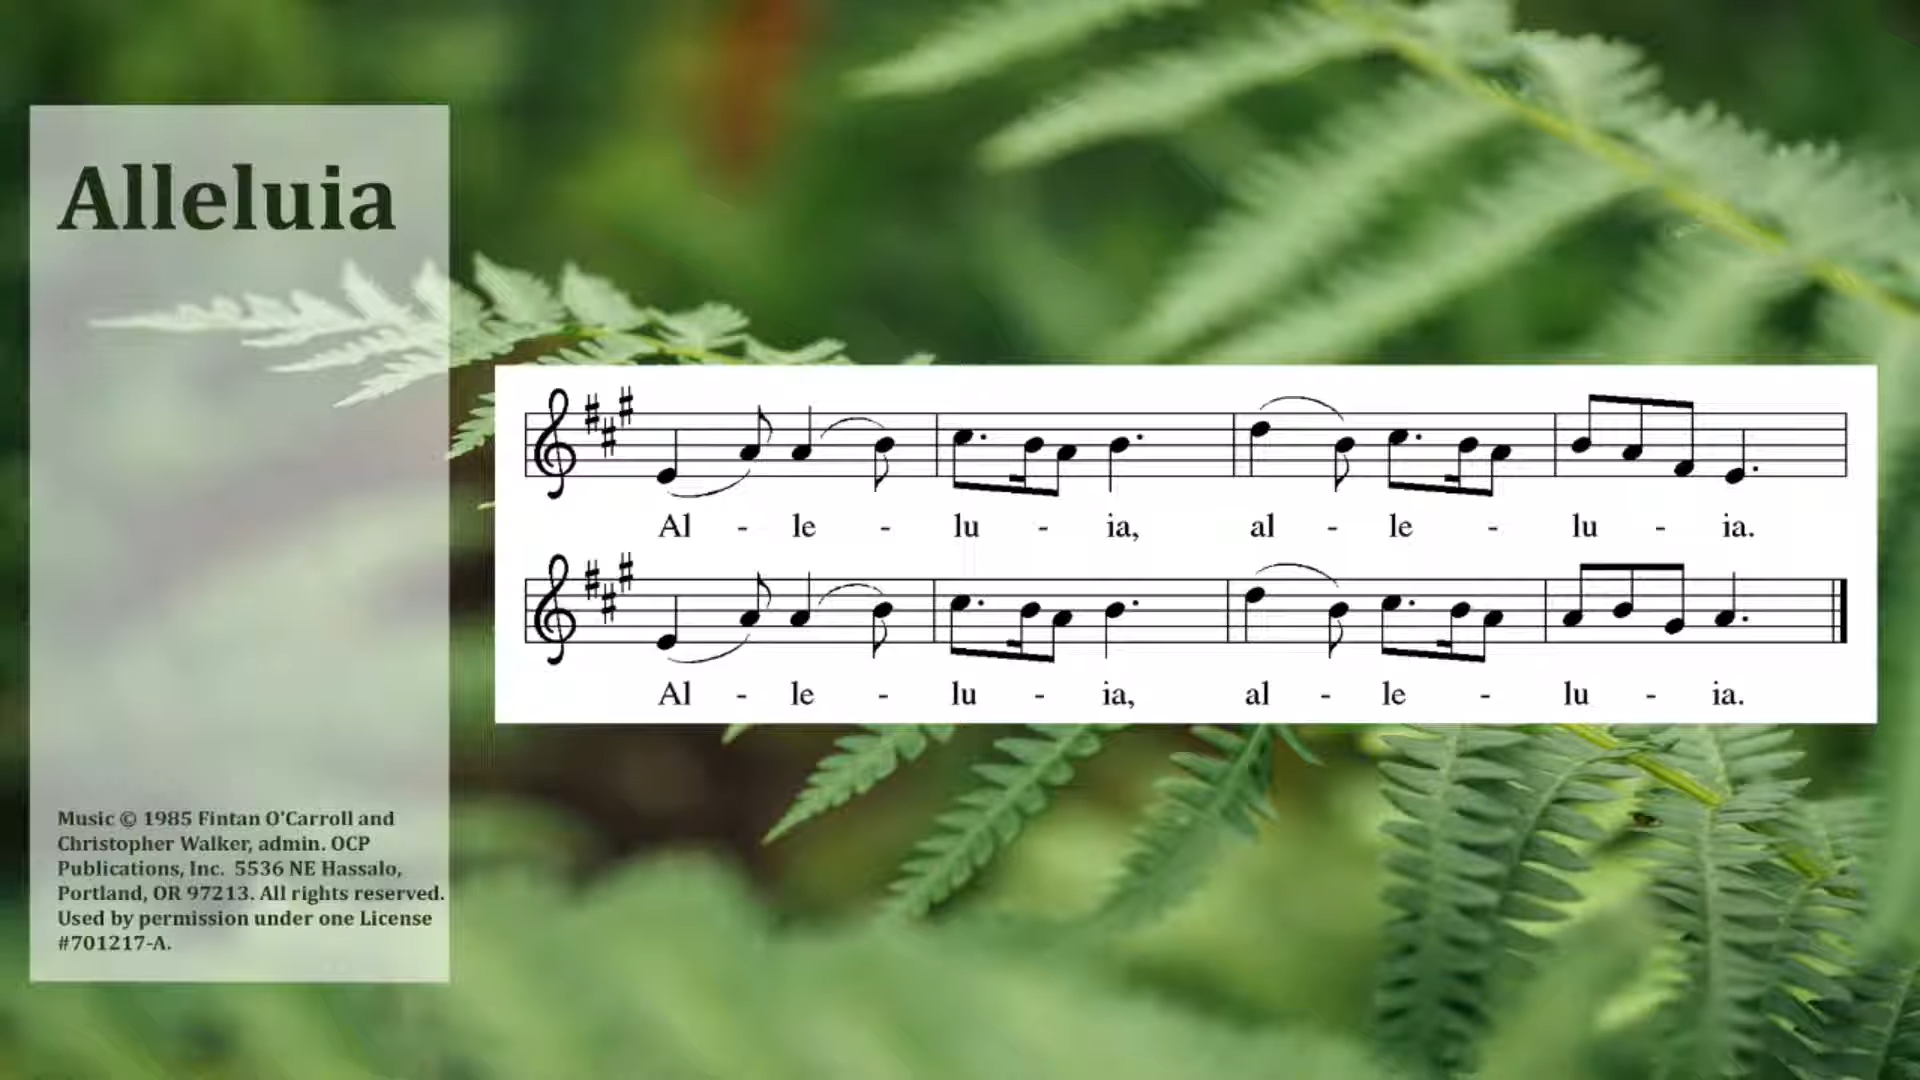 Alleluia
Al - le - lu - ia, al - le - lu - ia.
Al - le - lu - ia, al - le - lu - ia.
Music © 1985 Fintan O'Carroll and
Christopher Walker, admin. OCP
Publications, Inc. 5536 NE Hassalo,
Portland, OR 97213. All rights reserved.
Used by permission under one License
#701217-A.